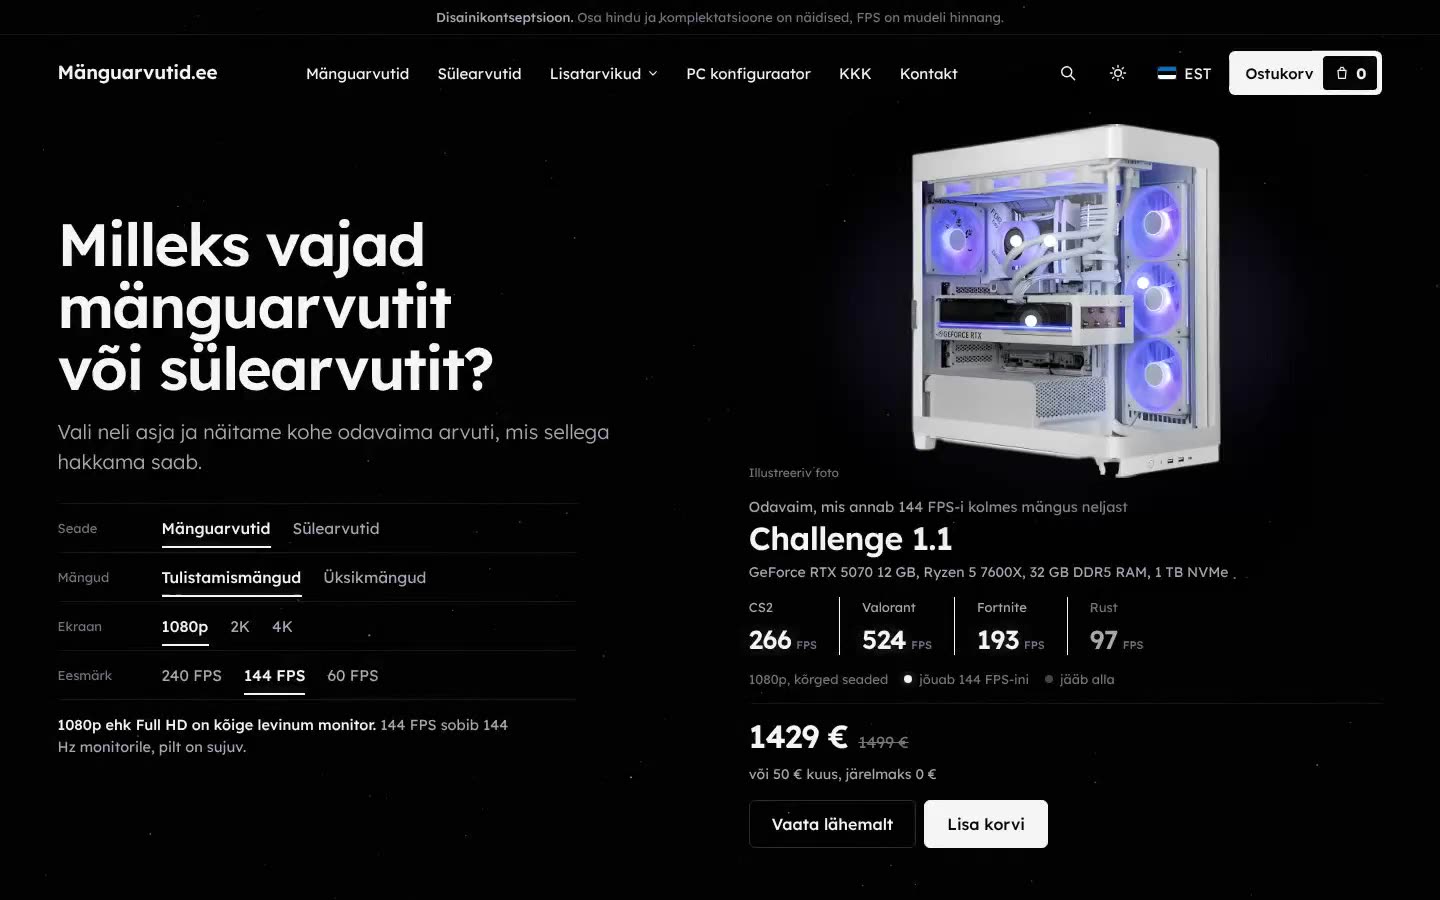 Disainikontseptsioon. Osa hindu ja komplektatsioone on näidised, FPS on mudeli hinnang.
Mänguarvutid.ee
Mänguarvutid
Sülearvutid
Lisatarvikud
PC konfiguraator
KKK
Kontakt
EST
Ostukorv
0
Milleks vajad
mänguarvutit
või sülearvutit?
Vali neli asja ja näitame kohe odavaima arvuti, mis sellega
hakkama saab.
Seade
Mänguarvutid
Sülearvutid
Mängud
Tulistamismängud
Üksikmängud
Ekraan
1080p
2K
4K
Eesmärk
240 FPS
144 FPS
60 FPS
1080p ehk Full HD on kõige levinum monitor. 144 FPS sobib 144
Hz monitorile, pilt on sujuv.
GEFORCE RTX
Illustreeriv foto
Odavaim, mis annab 144 FPS-i kolmes mängus neljast
Challenge 1.1
GeForce RTX 5070 12 GB, Ryzen 5 7600X, 32 GB DDR5 RAM, 1 TB NVMe
CS2
266 FPS
Valorant
524 FPS
Fortnite
193 FPS
Rust
97 FPS
1080p, kõrged seaded
jõuab 144 FPS-ini
jääb alla
1429 € 1499 €
või 50 € kuus, järelmaks 0 €
Vaata lähemalt
Lisa korvi